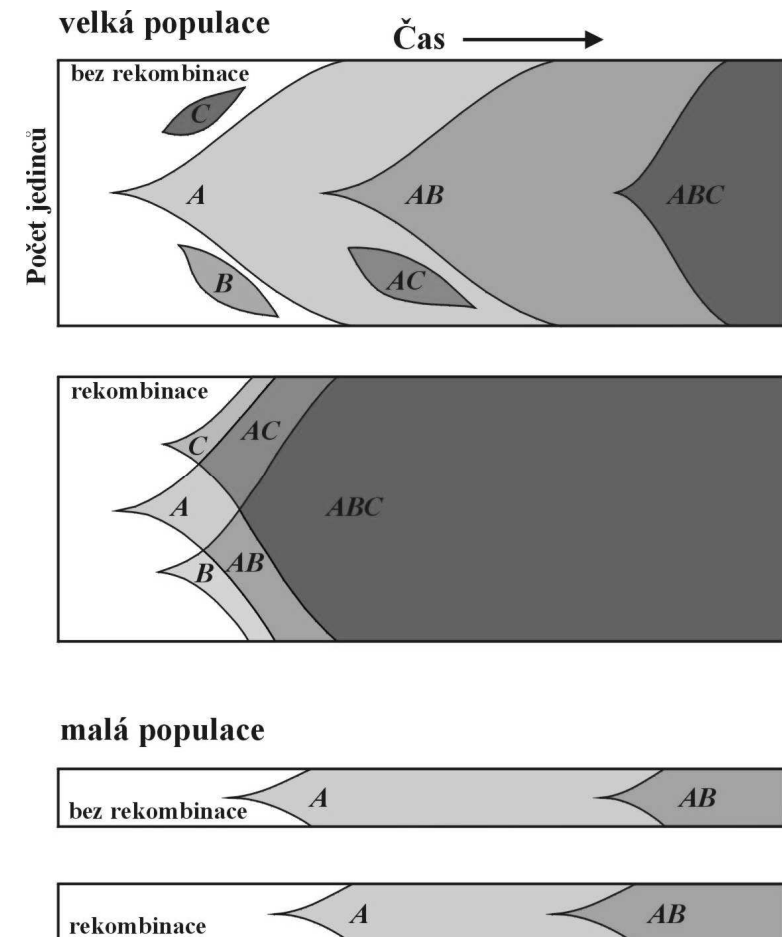 velká populace
Čas
bez rekombinace
C
A
AB
ABC
B
AC
Počet jedinců
rekombinace
C
AC
A
ABC
B
AB
malá populace
A
AB
bez rekombinace
A
AB
rekombinace